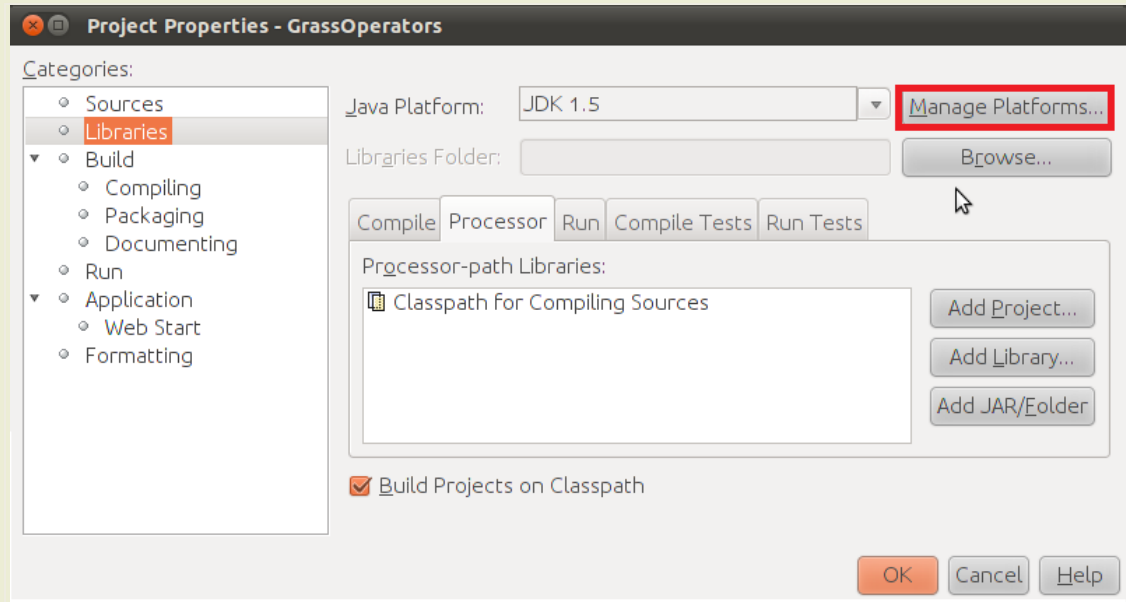 Project Properties - GrassOperators
Categories:
Sources
Libraries
Build
Compiling
Packaging
Documenting
Run
Application
Web Start
Formatting
Java Platform: JDK 1.5 Manage Platforms...
Libraries Folder: Browse...
Compile Processor Run Compile Tests Run Tests
Processor-path Libraries:
Classpath for Compiling Sources
Add Project...
Add Library...
Add JAR/Folder
Build Projects on Classpath
OK Cancel Help